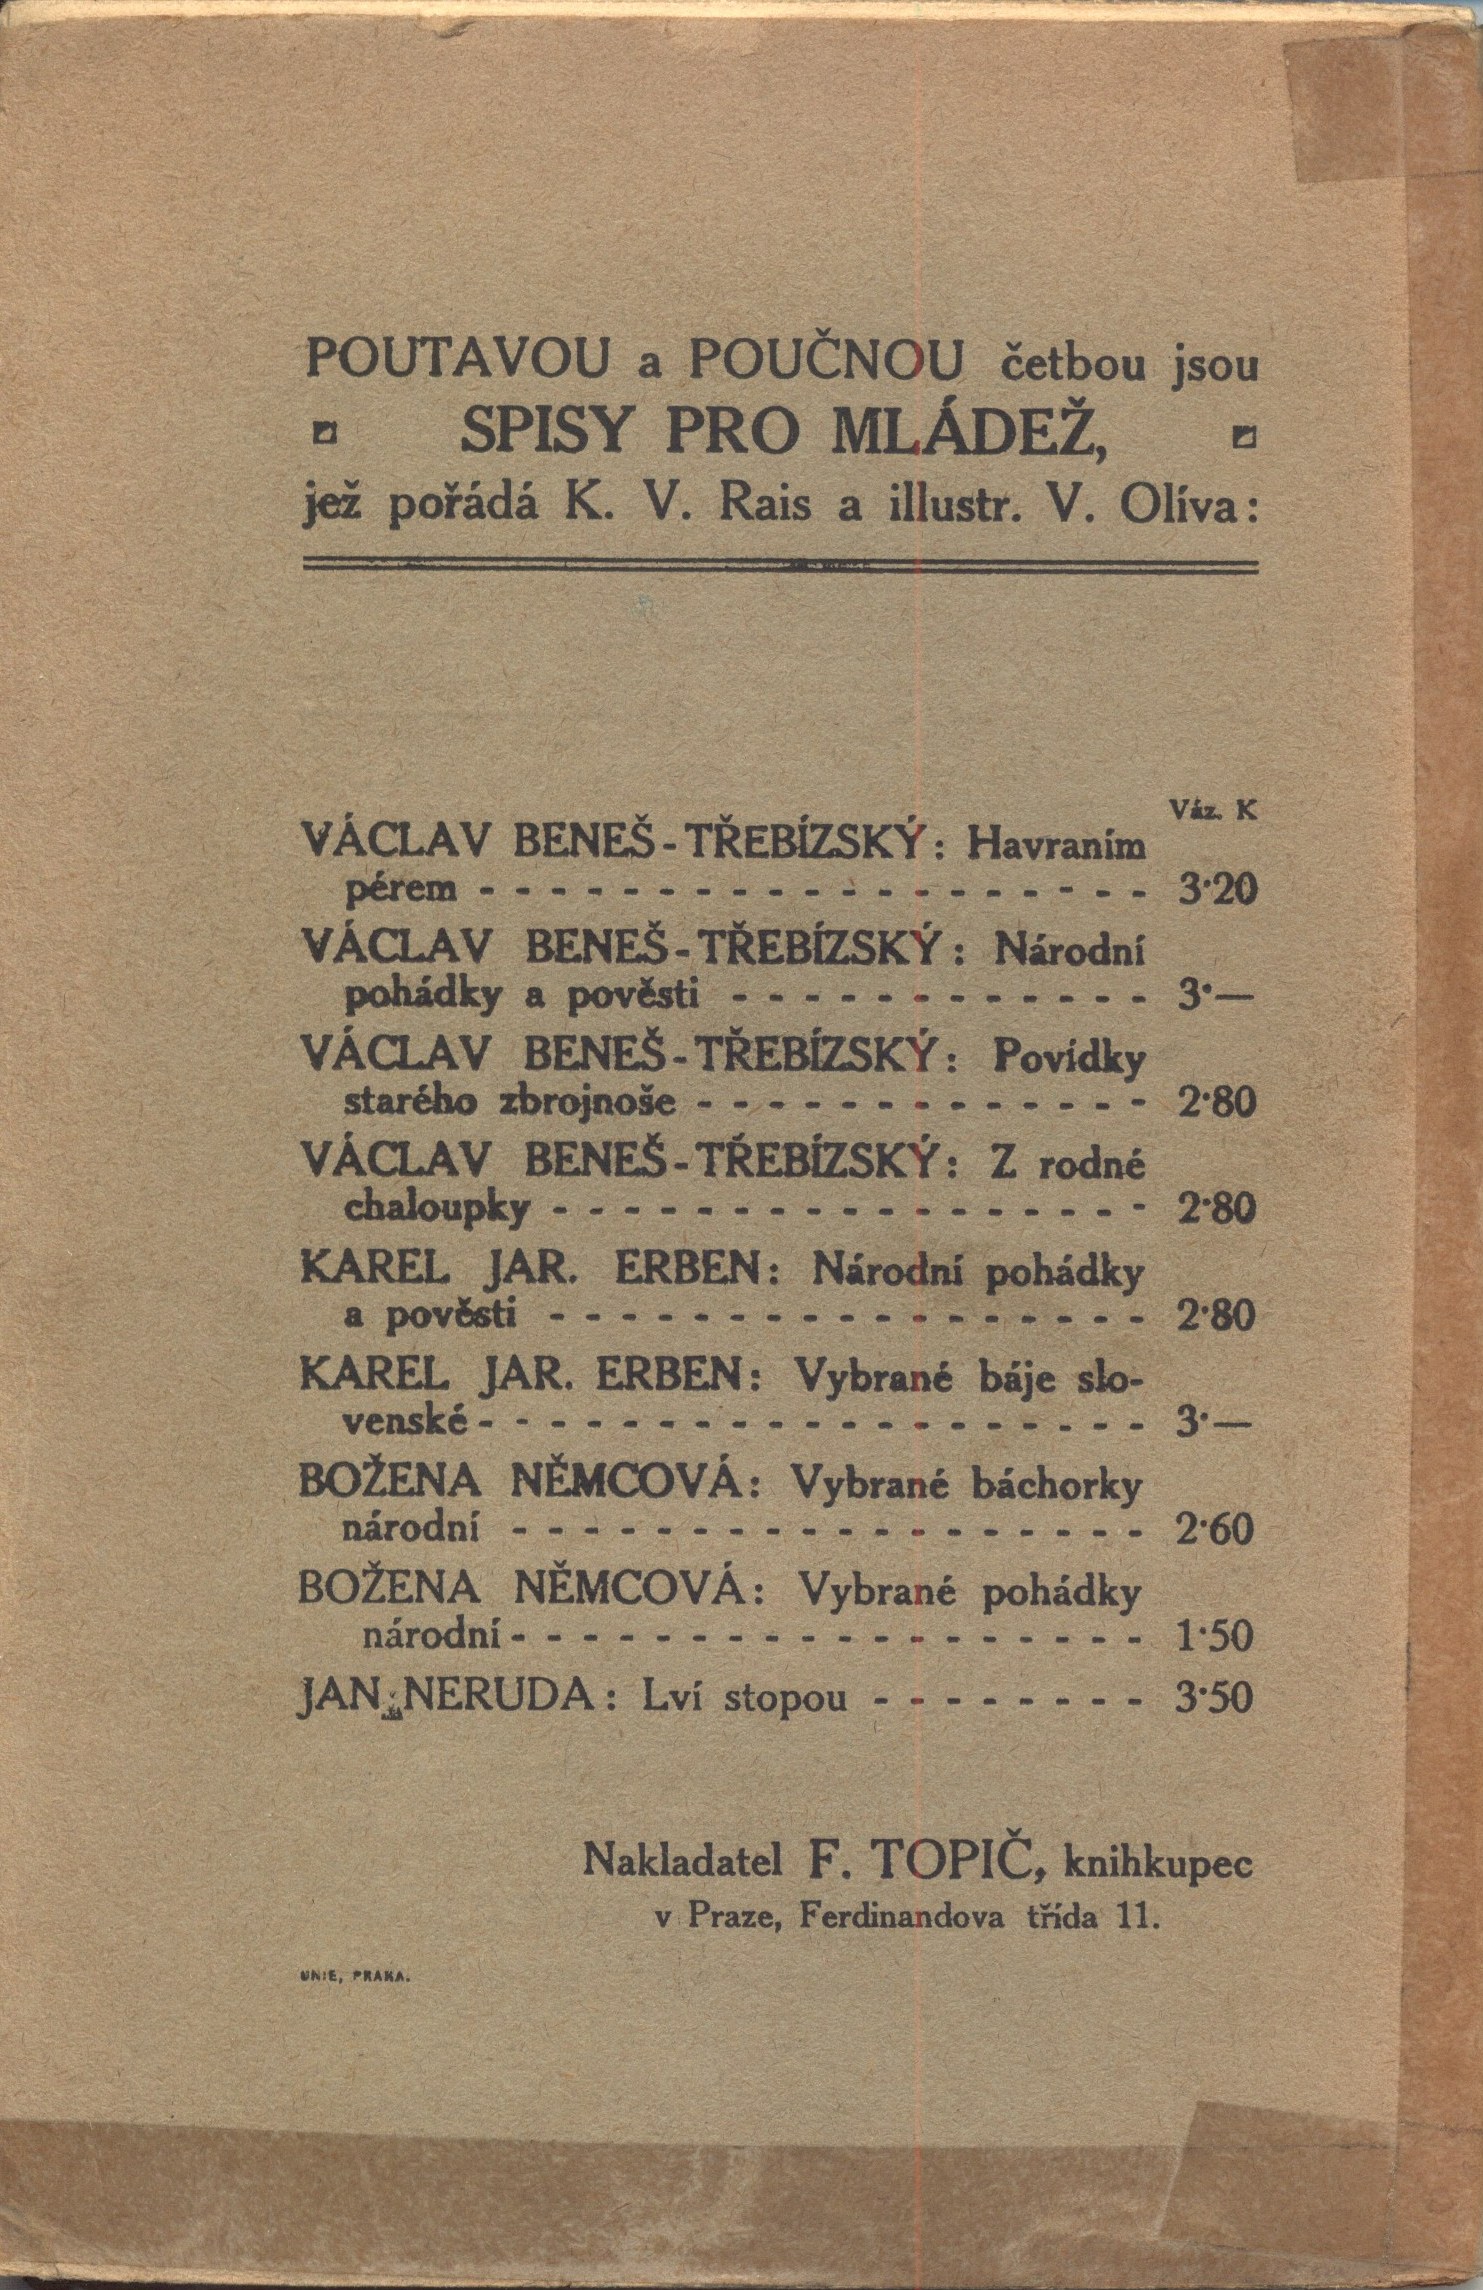 POUTAVOU a POUČNOU četbou jsou
SPISY PRO MLÁDEŽ,
jež pořádá K. V. Rais a illustr. V. Olíva:
Váz. K
VÁCLAV BENEŠ-TŘEBÍZSKÝ: Havraním
pérem - - - - - - - - - - - - - - - - - - - 3·20
VÁCLAV BENEŠ-TŘEBÍZSKÝ: Národní
pohádky a pověsti - - - - - - - - - - - - 3·—
VÁCLAV BENEŠ-TŘEBÍZSKÝ: Povídky
starého zbrojnoše - - - - - - - - - - - - - 2·80
VÁCLAV BENEŠ-TŘEBÍZSKÝ: Z rodné
chaloupky - - - - - - - - - - - - - - - - - 2·80
KAREL JAR. ERBEN: Národní pohádky
a pověsti - - - - - - - - - - - - - - - - - 2·80
KAREL JAR. ERBEN: Vybrané báje slo-
venské - - - - - - - - - - - - - - - - - - - 3·—
BOŽENA NĚMCOVÁ: Vybrané báchorky
národní - - - - - - - - - - - - - - - - - - 2·60
BOŽENA NĚMCOVÁ: Vybrané pohádky
národní - - - - - - - - - - - - - - - - - - 1·50
JAN NERUDA: Lví stopou - - - - - - - - 3·50
Nakladatel F. TOPIČ, knihkupec
v Praze, Ferdinandova třída 11.
UNIE, PRAHA.